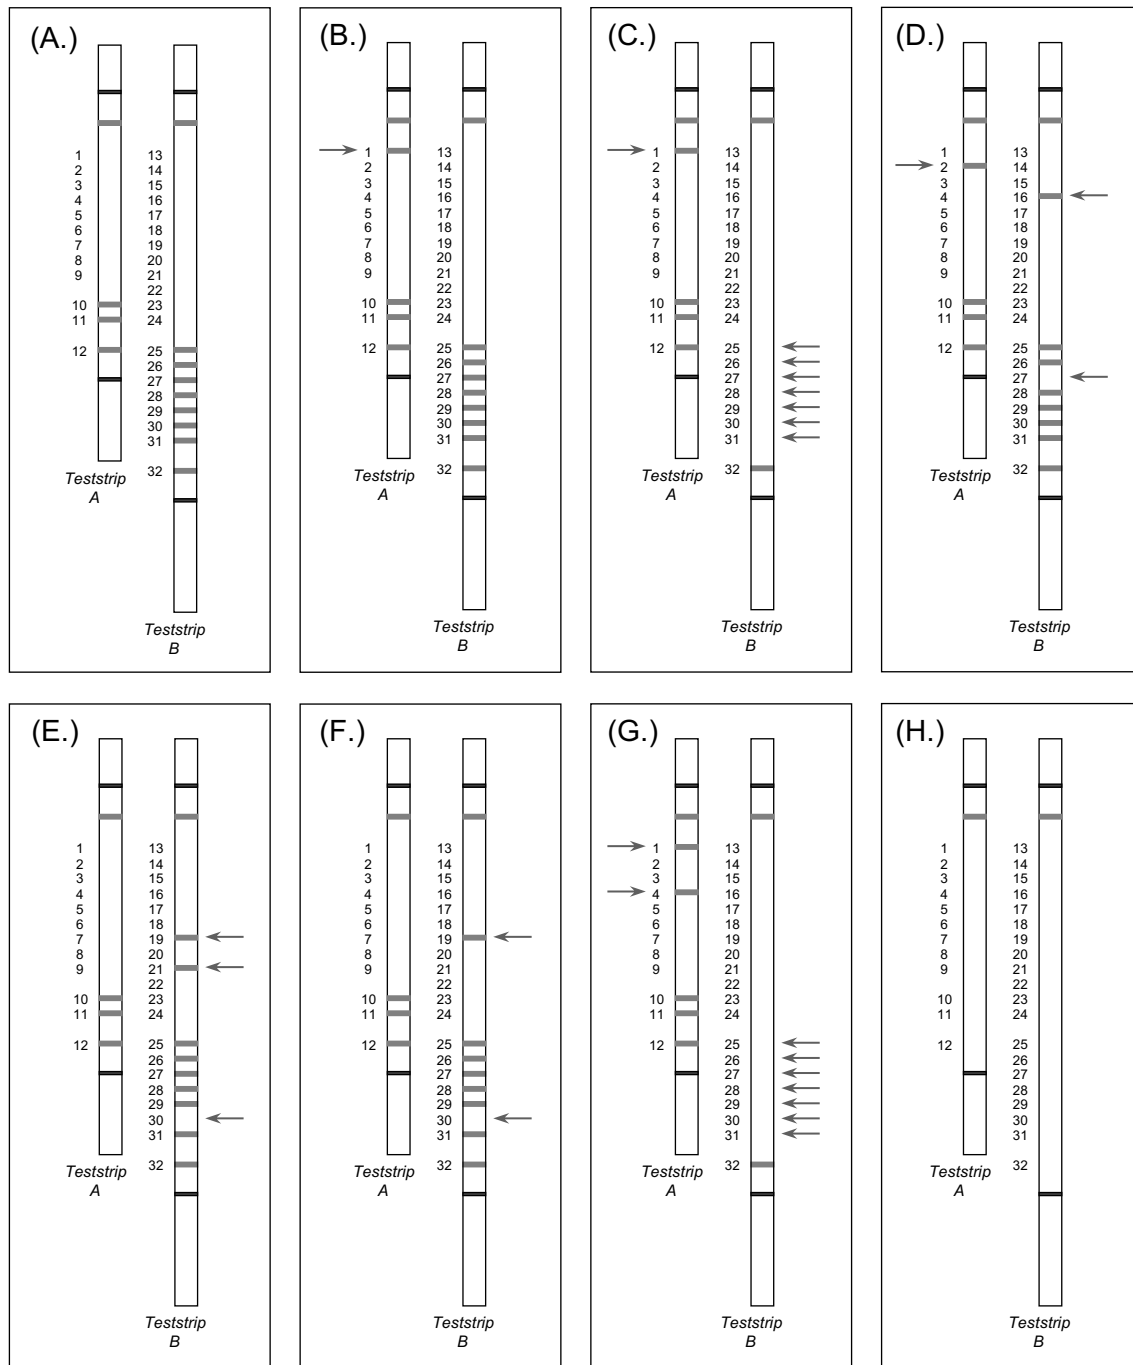 (A.) (B.) (C.) (D.)
1 13 1 13 1 13 1 13
2 14 2 14 2 14 2 14
3 15 3 15 3 15 3 15
4 16 4 16 4 16 4 16
5 17 5 17 5 17 5 17
6 18 6 18 6 18 6 18
7 19 7 19 7 19 7 19
8 20 8 20 8 20 8 20
9 21 9 21 9 21 9 21
22 22 22 22
10 23 10 23 10 23 10 23
11 24 11 24 11 24 11 24
12 25 12 25 12 25 12 25
26 26 26 26
27 27 27 27
28 28 28 28
29 29 29 29
30 30 30 30
31 31 31 31
32 32 32 32
Teststrip Teststrip Teststrip Teststrip
A A A A
Teststrip Teststrip Teststrip Teststrip
B B B B
(E.) (F.) (G.) (H.)
1 13 1 13 1 13 1 13
2 14 2 14 2 14 2 14
3 15 3 15 3 15 3 15
4 16 4 16 4 16 4 16
5 17 5 17 5 17 5 17
6 18 6 18 6 18 6 18
7 19 7 19 7 19 7 19
8 20 8 20 8 20 8 20
9 21 9 21 9 21 9 21
22 22 22 22
10 23 10 23 10 23 10 23
11 24 11 24 11 24 11 24
12 25 12 25 12 25 12 25
26 26 26 26
27 27 27 27
28 28 28 28
29 29 29 29
30 30 30 30
31 31 31 31
32 32 32 32
Teststrip Teststrip Teststrip Teststrip
A A A A
Teststrip Teststrip Teststrip Teststrip
B B B B